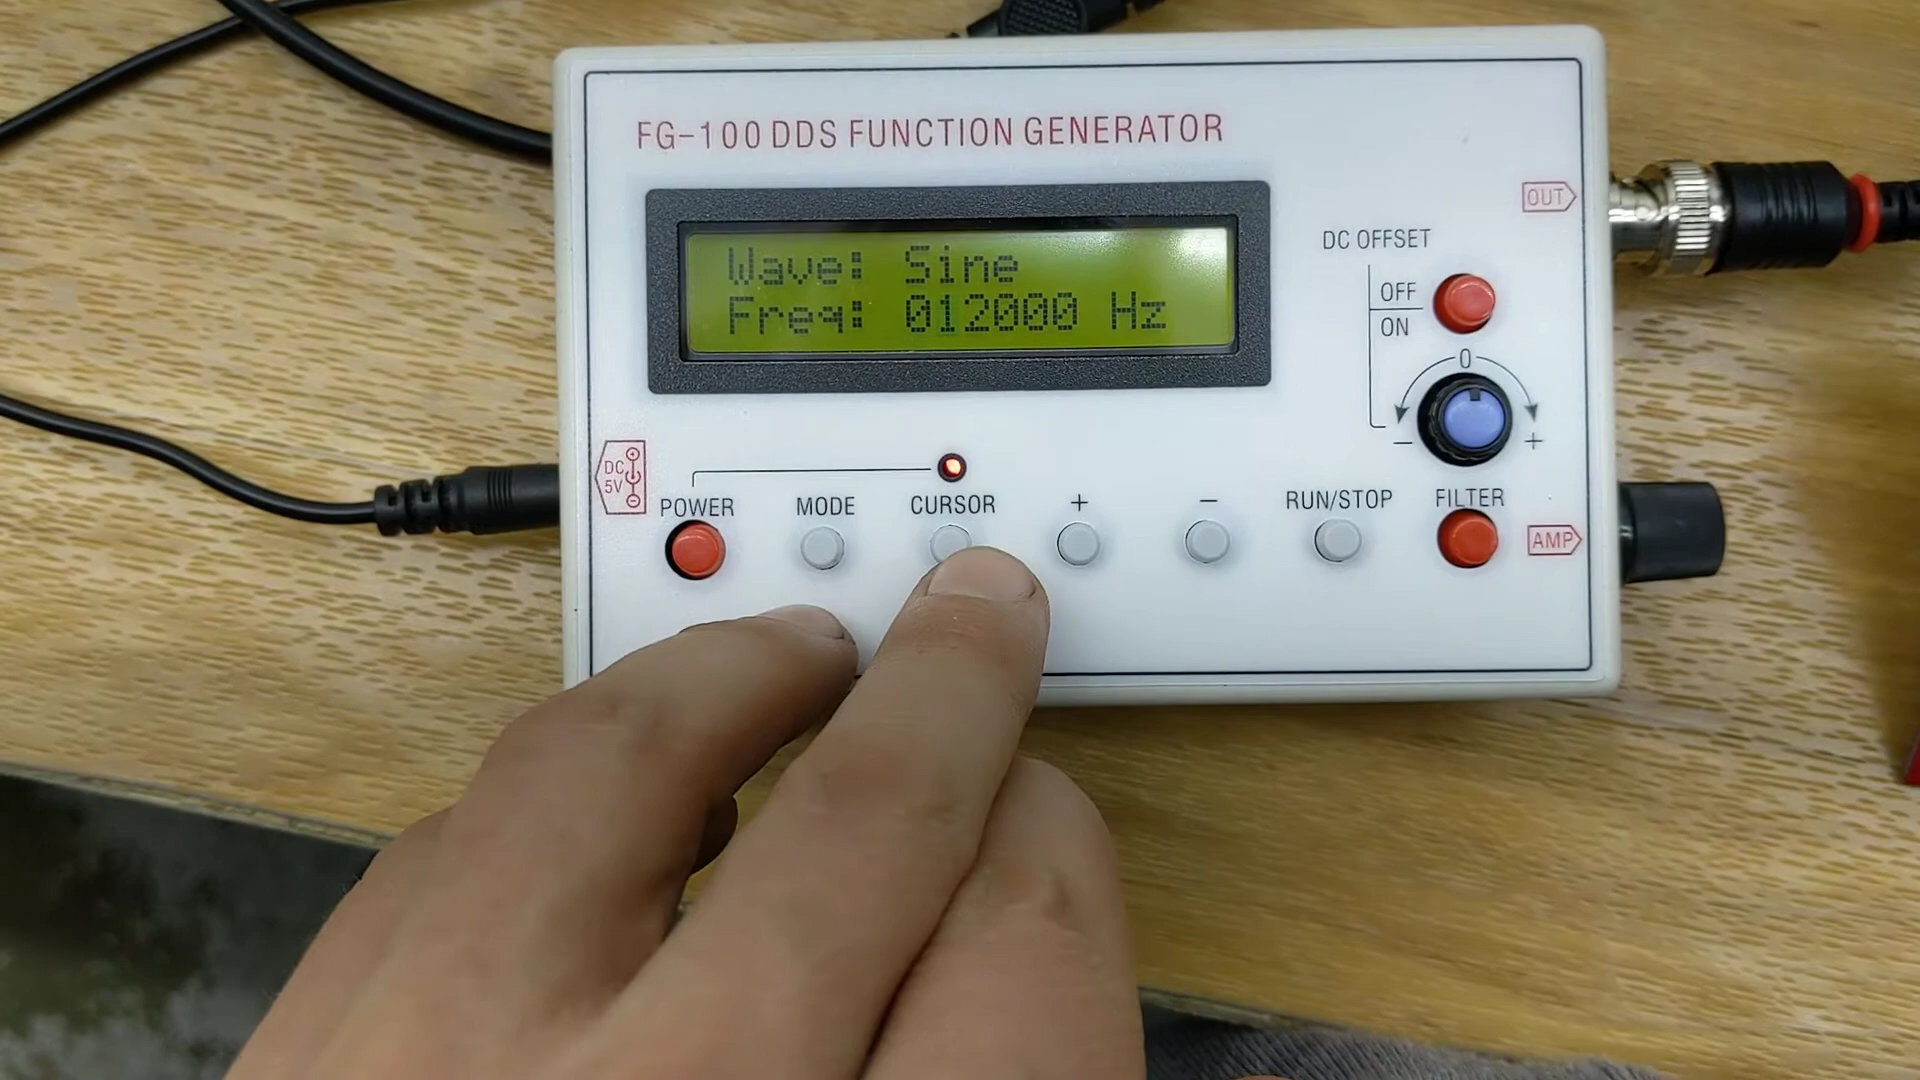 FG-100 DDS FUNCTION GENERATOR
OUT
Wave: Sine
Freq: 012000 Hz
DC OFFSET
OFF
ON
0
− +
DC
5V
POWER MODE CURSOR + − RUN/STOP FILTER
AMP